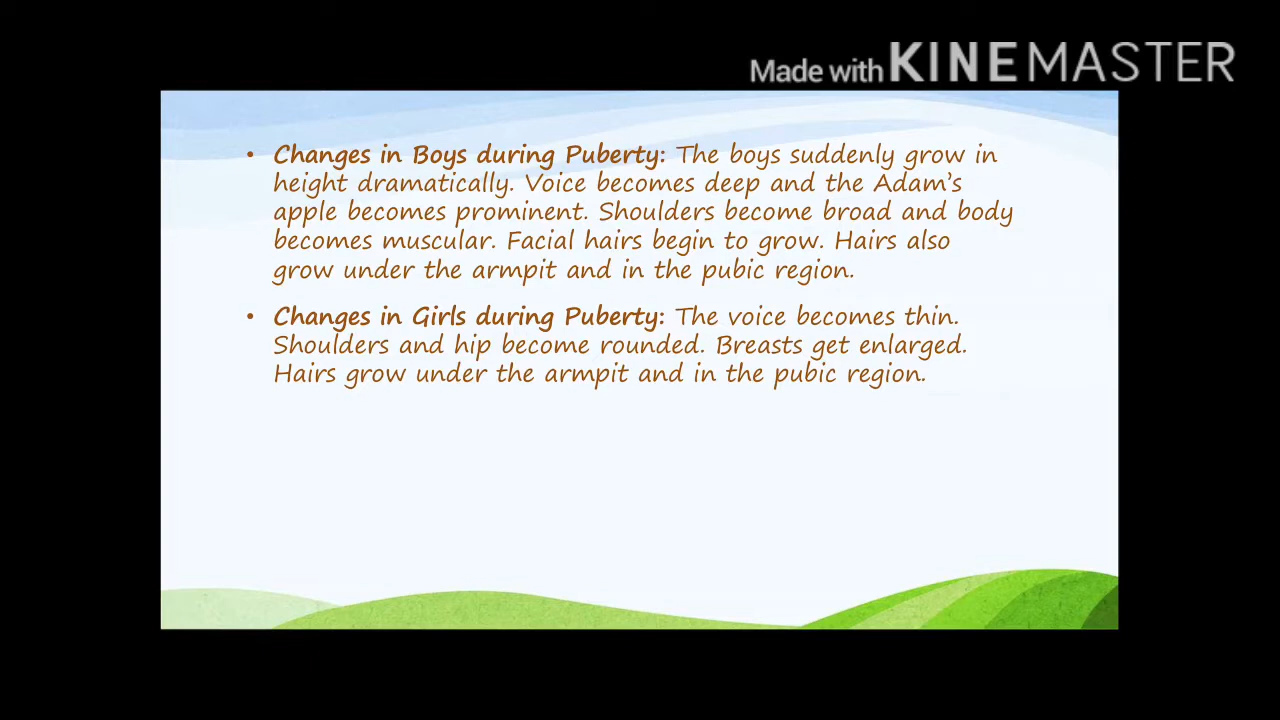 Made with KINEMASTER
• Changes in Boys during Puberty: The boys suddenly grow in
height dramatically. Voice becomes deep and the Adam's
apple becomes prominent. Shoulders become broad and body
becomes muscular. Facial hairs begin to grow. Hairs also
grow under the armpit and in the pubic region.
• Changes in Girls during Puberty: The voice becomes thin.
Shoulders and hip become rounded. Breasts get enlarged.
Hairs grow under the armpit and in the pubic region.